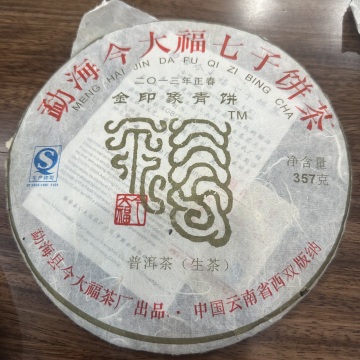 勐海今大福七子饼茶
MENG HAI JIN DA FU QI ZI BING CHA
二〇一三年正春
金印象青饼
TM
净含量
357克
普洱茶（生茶）
勐海县今大福茶厂出品·中国云南省西双版纳